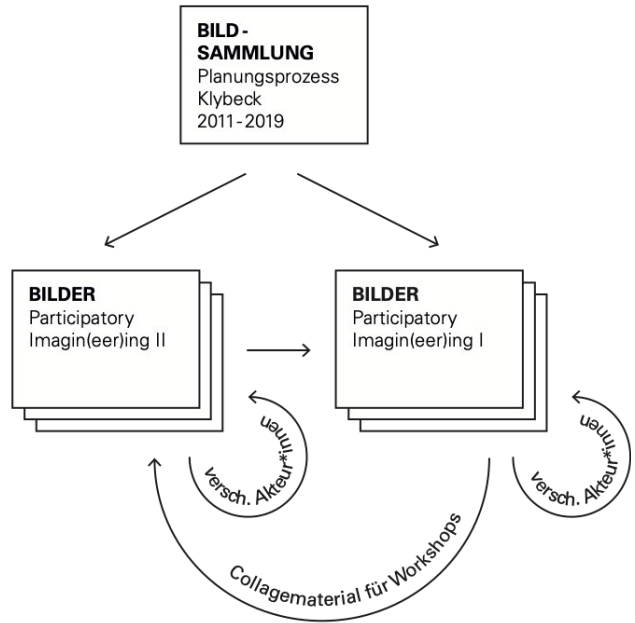 BILD-
SAMMLUNG
Planungsprozess
Klybeck
2011-2019
BILDER
Participatory
Imagin(eer)ing II
BILDER
Participatory
Imagin(eer)ing I
versch. Akteur*innen
versch. Akteur*innen
Collagematerial für Workshops